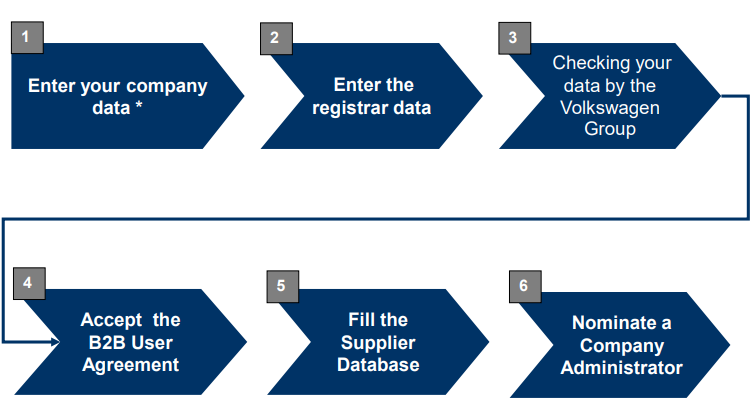 1
Enter your company
data *
2
Enter the
registrar data
3
Checking your
data by the
Volkswagen
Group
4
Accept the
B2B User
Agreement
5
Fill the
Supplier
Database
6
Nominate a
Company
Administrator